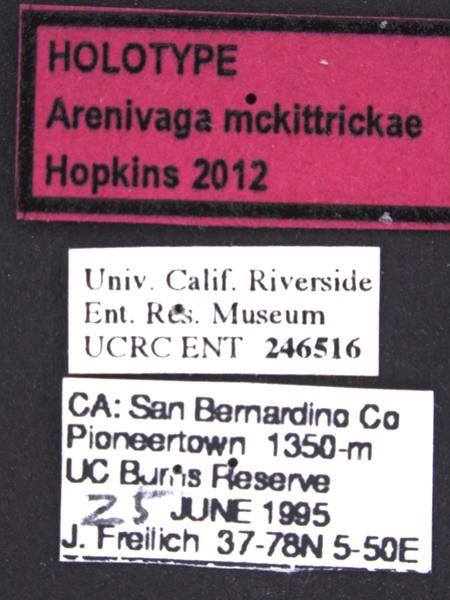 HOLOTYPE
Arenivaga mckittrickae
Hopkins 2012
Univ. Calif. Riverside
Ent. Res. Museum
UCRC ENT 246516
CA: San Bernardino Co
Pioneertown 1350-m
UC Burns Reserve
25 JUNE 1995
J. Freilich 37-78N 5-50E